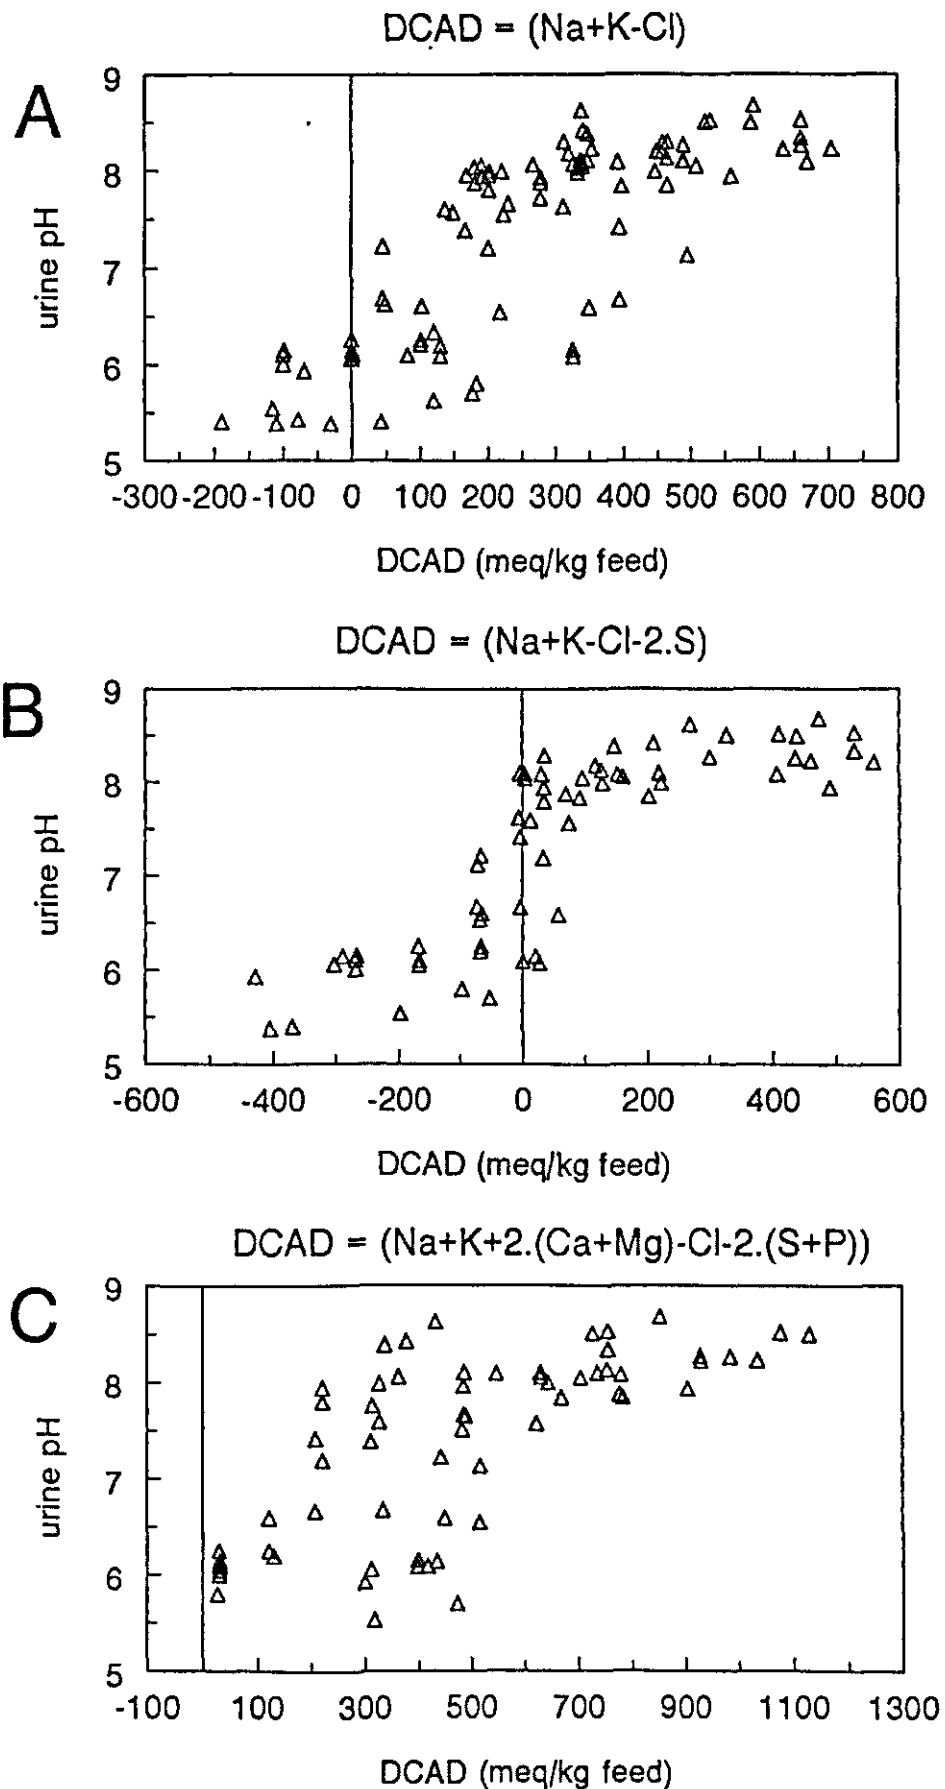 DCAD = (Na+K-Cl)
A
9
8
7
6
5
urine pH
-300 -200 -100 0 100 200 300 400 500 600 700 800
DCAD (meq/kg feed)
DCAD = (Na+K-Cl-2.S)
B
9
8
7
6
5
urine pH
-600 -400 -200 0 200 400 600
DCAD (meq/kg feed)
DCAD = (Na+K+2.(Ca+Mg)-Cl-2.(S+P))
C
9
8
7
6
5
urine pH
-100 100 300 500 700 900 1100 1300
DCAD (meq/kg feed)